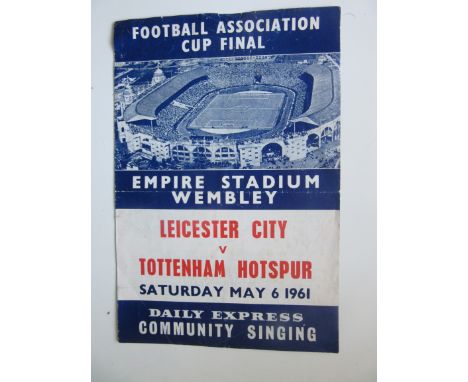 FOOTBALL ASSOCIATION
CUP FINAL
EMPIRE STADIUM
WEMBLEY
LEICESTER CITY
V
TOTTENHAM HOTSPUR
SATURDAY MAY 6 1961
DAILY EXPRESS
COMMUNITY SINGING